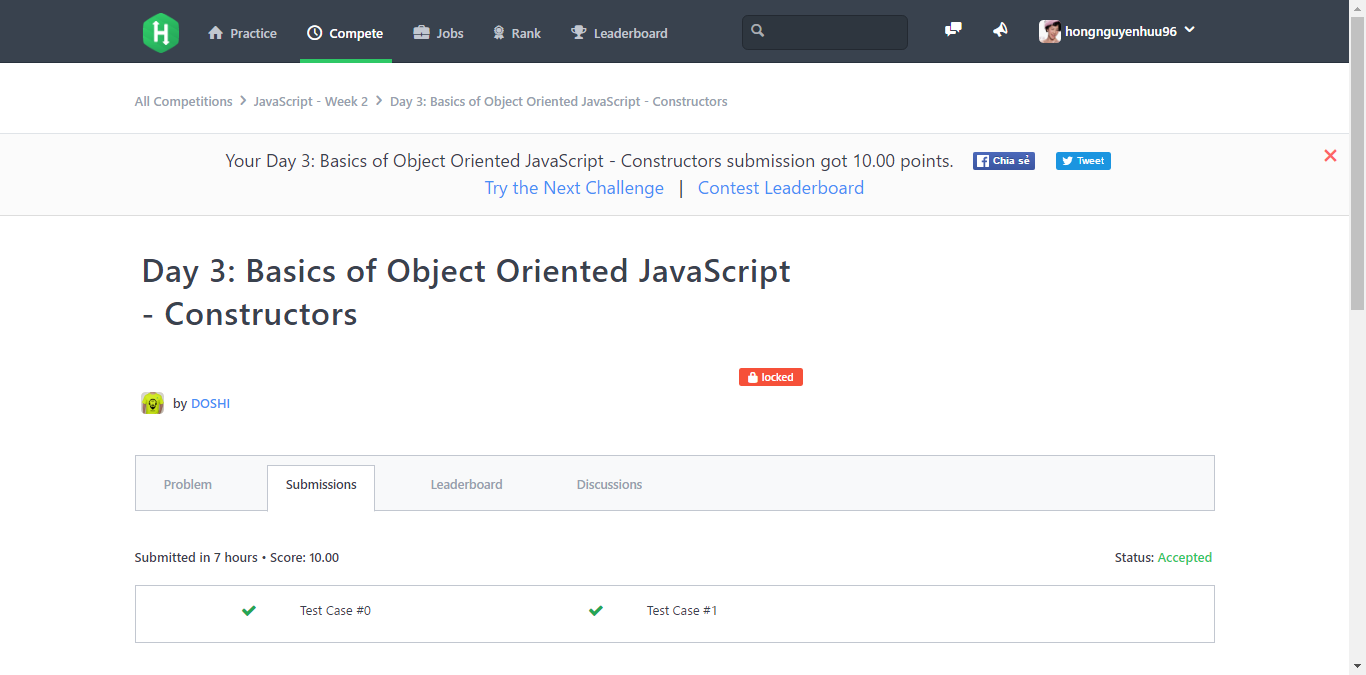 H Practice Compete Jobs Rank Leaderboard hongnguyenhuu96
All Competitions JavaScript - Week 2 Day 3: Basics of Object Oriented JavaScript - Constructors
Your Day 3: Basics of Object Oriented JavaScript - Constructors submission got 10.00 points. Chia sẻ Tweet
Try the Next Challenge | Contest Leaderboard
Day 3: Basics of Object Oriented JavaScript
- Constructors
locked
by DOSHI
Problem Submissions Leaderboard Discussions
Submitted in 7 hours • Score: 10.00 Status: Accepted
Test Case #0 Test Case #1